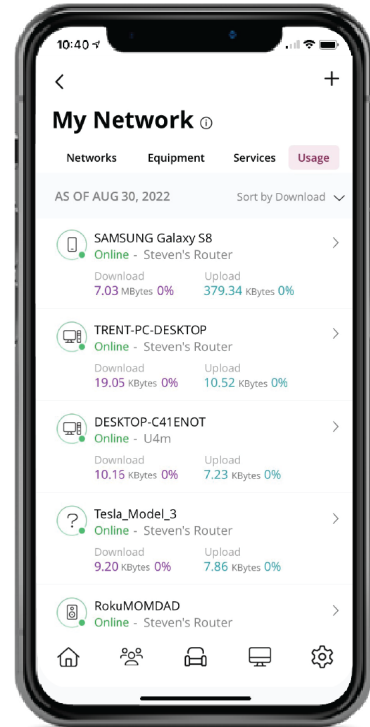 10:40
My Network
Networks Equipment Services Usage
AS OF AUG 30, 2022 Sort by Download
SAMSUNG Galaxy S8
Online - Steven's Router
Download Upload
7.03 MBytes 0% 379.34 KBytes 0%
TRENT-PC-DESKTOP
Online - Steven's Router
Download Upload
19.05 KBytes 0% 10.52 KBytes 0%
DESKTOP-C41ENOT
Online - U4m
Download Upload
10.16 KBytes 0% 7.23 KBytes 0%
Tesla_Model_3
Online - Steven's Router
Download Upload
9.20 KBytes 0% 7.86 KBytes 0%
RokuMOMDAD
Online - Steven's Router